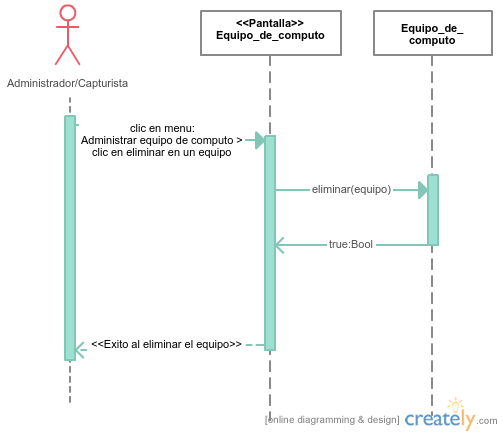 <<Pantalla>>
Equipo_de_computo
Equipo_de_
computo
Administrador/Capturista
clic en menu:
Administrar equipo de computo >
clic en eliminar en un equipo
eliminar(equipo)
true:Bool
<<Exito al eliminar el equipo>>
[online diagramming & design] creately.com